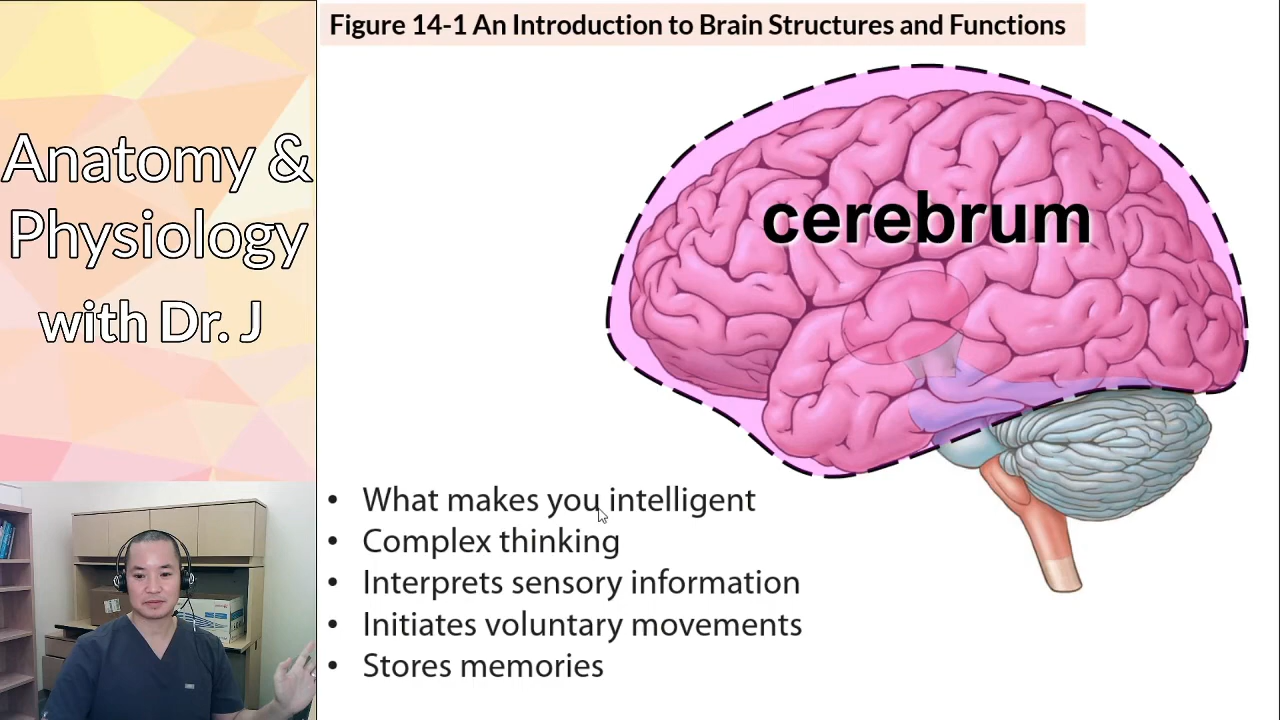 Figure 14-1 An Introduction to Brain Structures and Functions
Anatomy &
Physiology
with Dr. J
cerebrum
• What makes you intelligent
• Complex thinking
• Interprets sensory information
• Initiates voluntary movements
• Stores memories